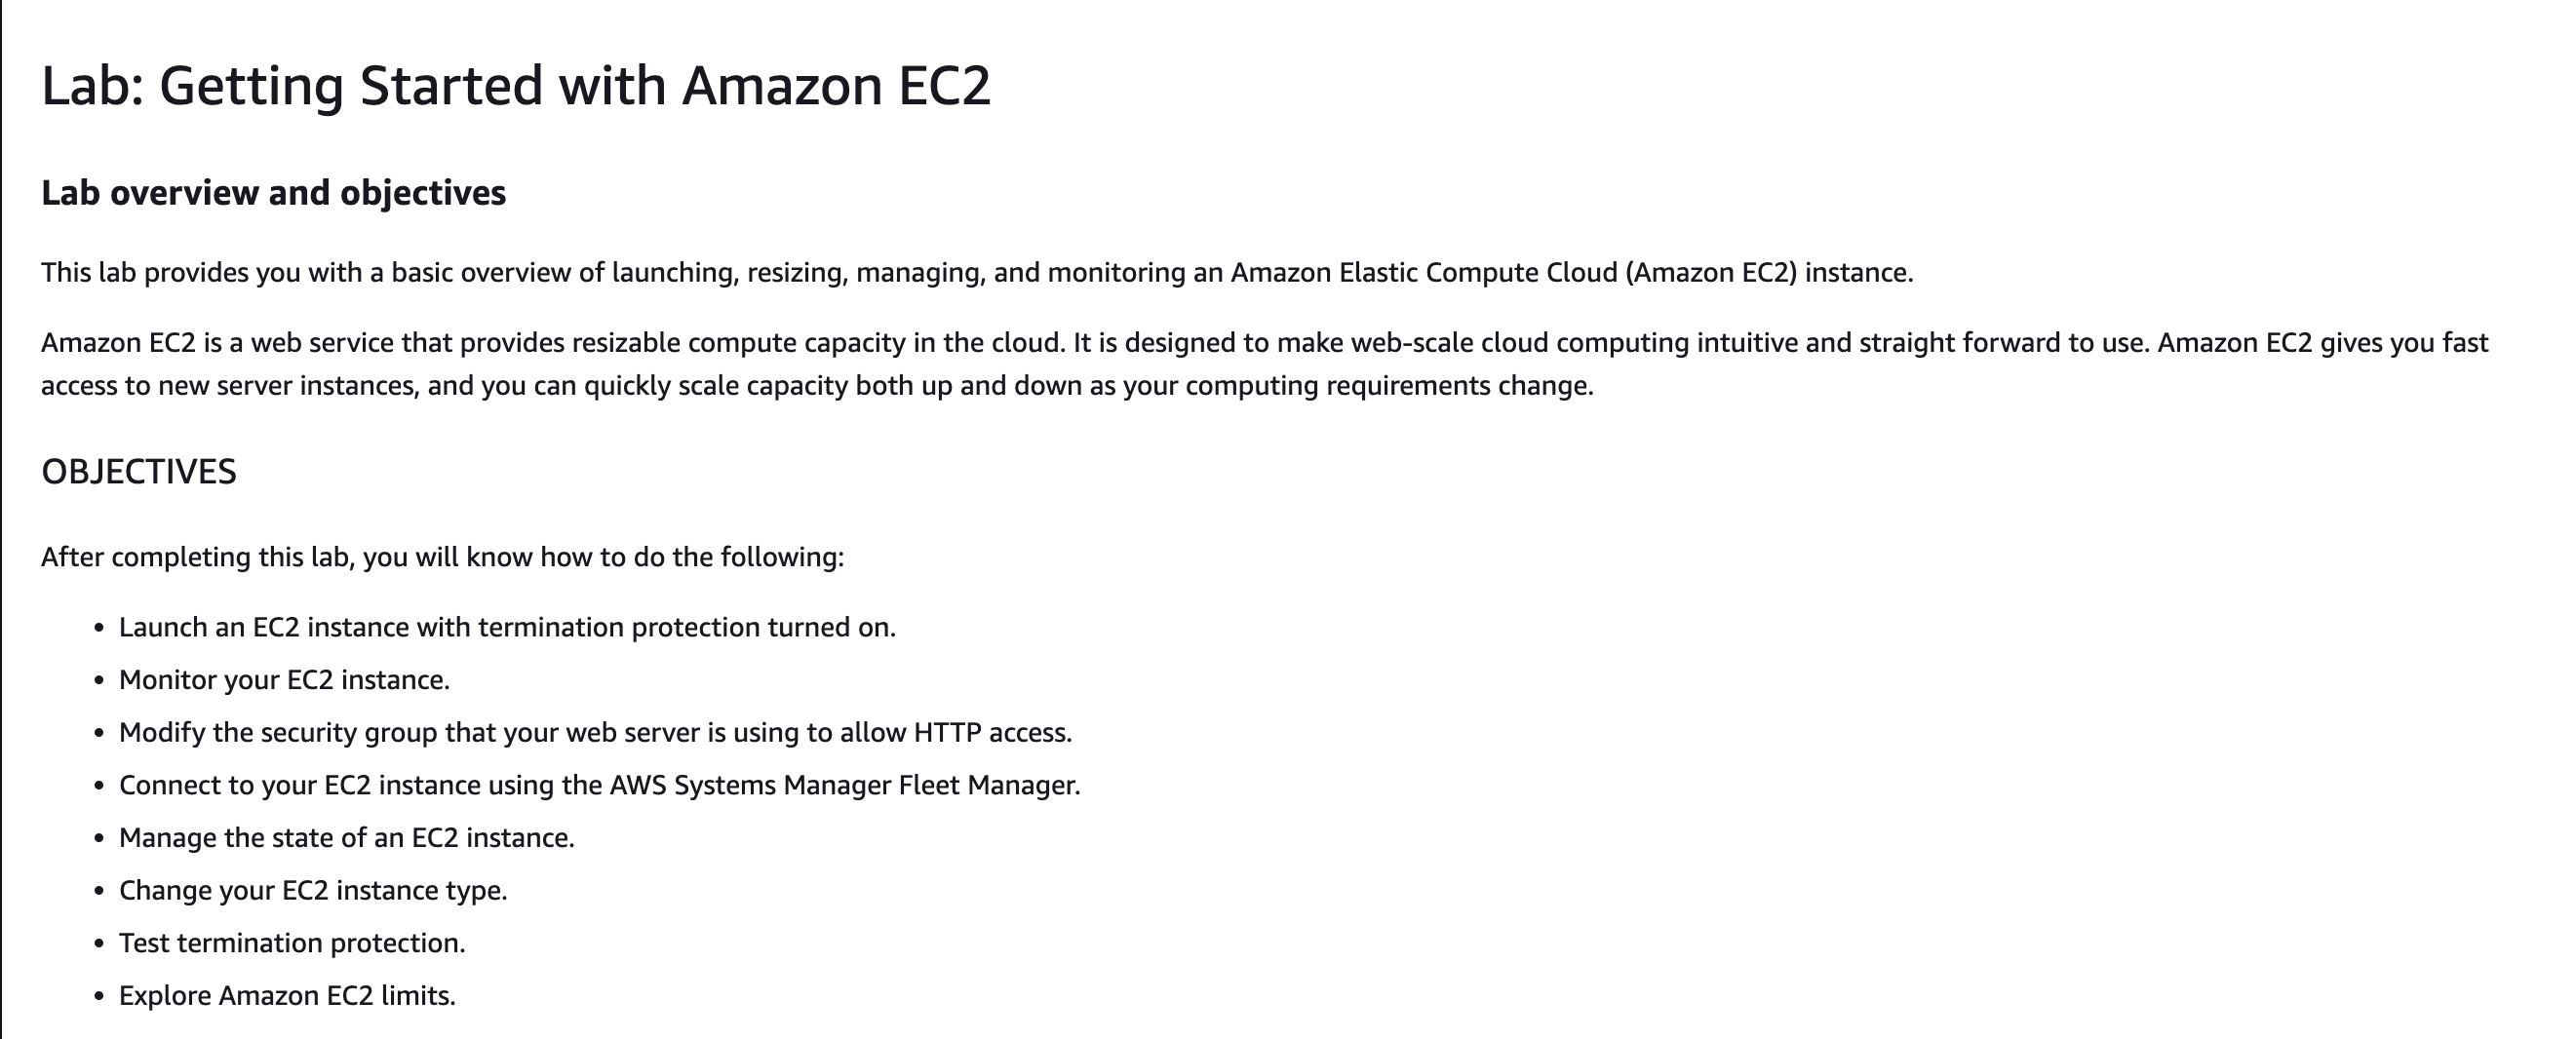 Lab: Getting Started with Amazon EC2
Lab overview and objectives
This lab provides you with a basic overview of launching, resizing, managing, and monitoring an Amazon Elastic Compute Cloud (Amazon EC2) instance.
Amazon EC2 is a web service that provides resizable compute capacity in the cloud. It is designed to make web-scale cloud computing intuitive and straight forward to use. Amazon EC2 gives you fast
access to new server instances, and you can quickly scale capacity both up and down as your computing requirements change.
OBJECTIVES
After completing this lab, you will know how to do the following:
• Launch an EC2 instance with termination protection turned on.
• Monitor your EC2 instance.
• Modify the security group that your web server is using to allow HTTP access.
• Connect to your EC2 instance using the AWS Systems Manager Fleet Manager.
• Manage the state of an EC2 instance.
• Change your EC2 instance type.
• Test termination protection.
• Explore Amazon EC2 limits.